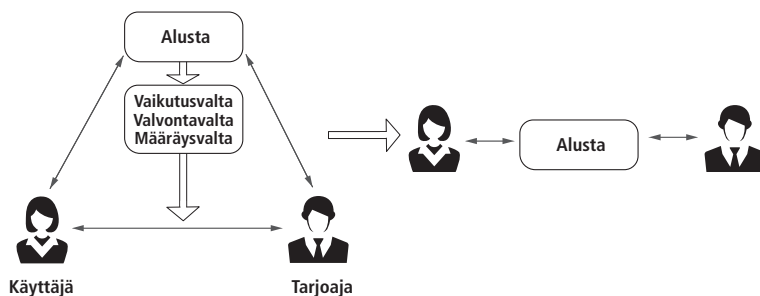 Alusta
Vaikutusvalta
Valvontavalta
Määräysvalta
Alusta
Käyttäjä
Tarjoaja